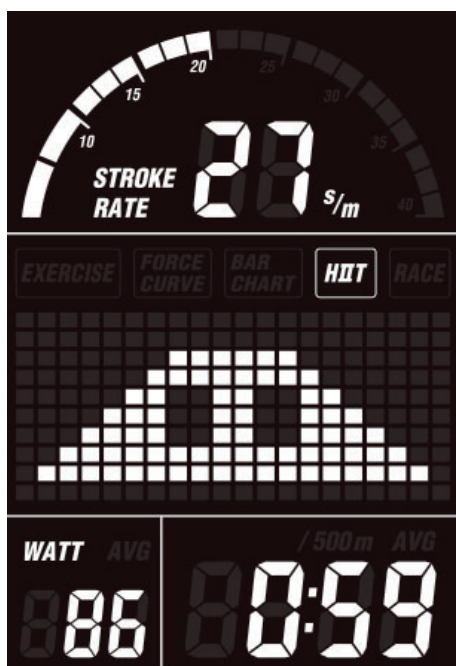 10 15 20 25 30 35 40
STROKE
RATE
27 s/m
EXERCISE FORCE CURVE BAR CHART HIIT RACE
WATT AVG
/500m AVG
86
0:59